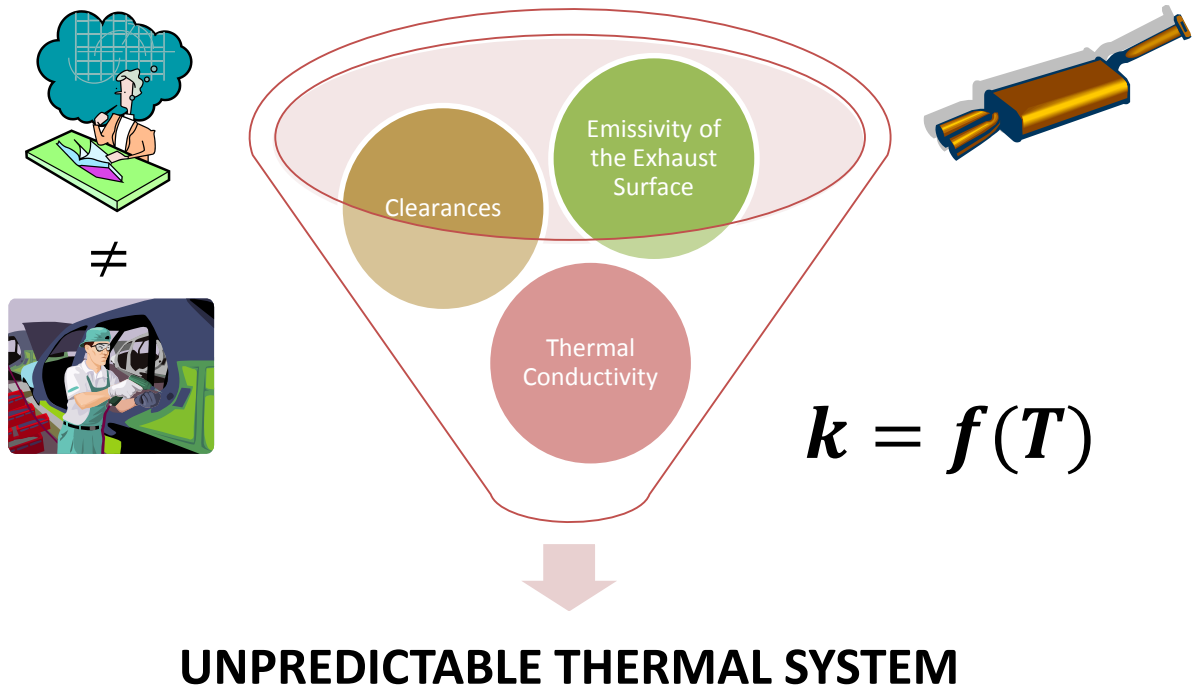 Emissivity of
the Exhaust
Surface
Clearances
≠
Thermal
Conductivity
k = f(T)
UNPREDICTABLE THERMAL SYSTEM